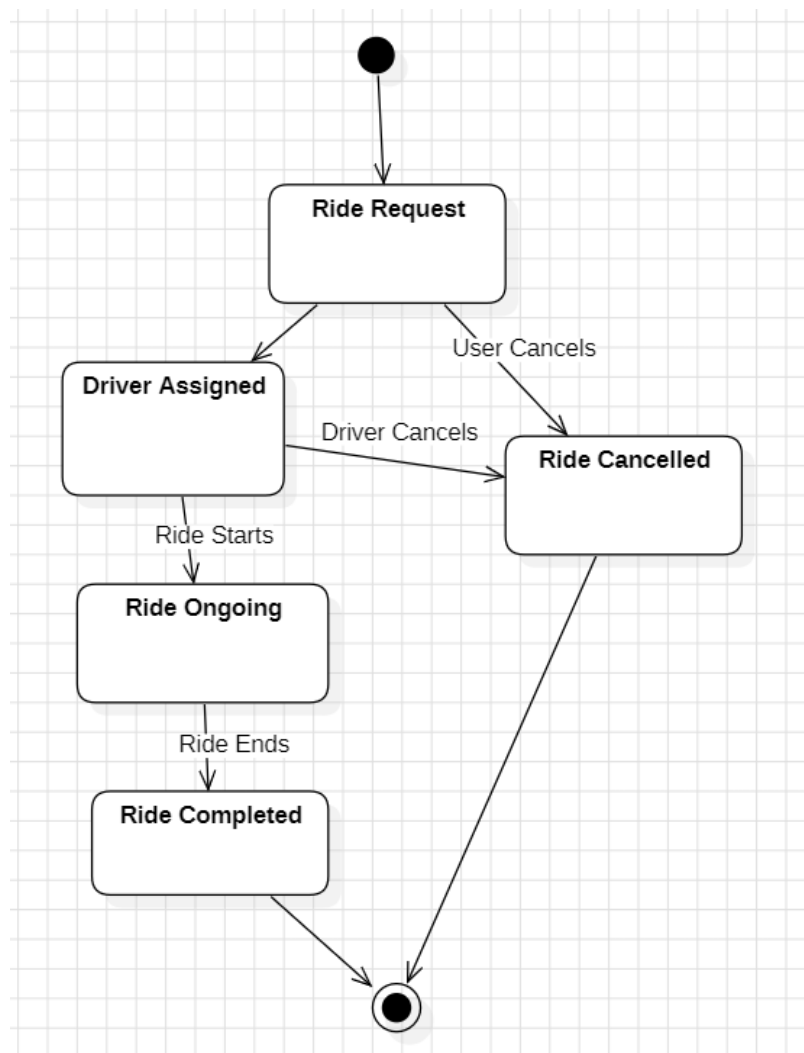 Ride Request
User Cancels
Driver Assigned
Driver Cancels
Ride Cancelled
Ride Starts
Ride Ongoing
Ride Ends
Ride Completed